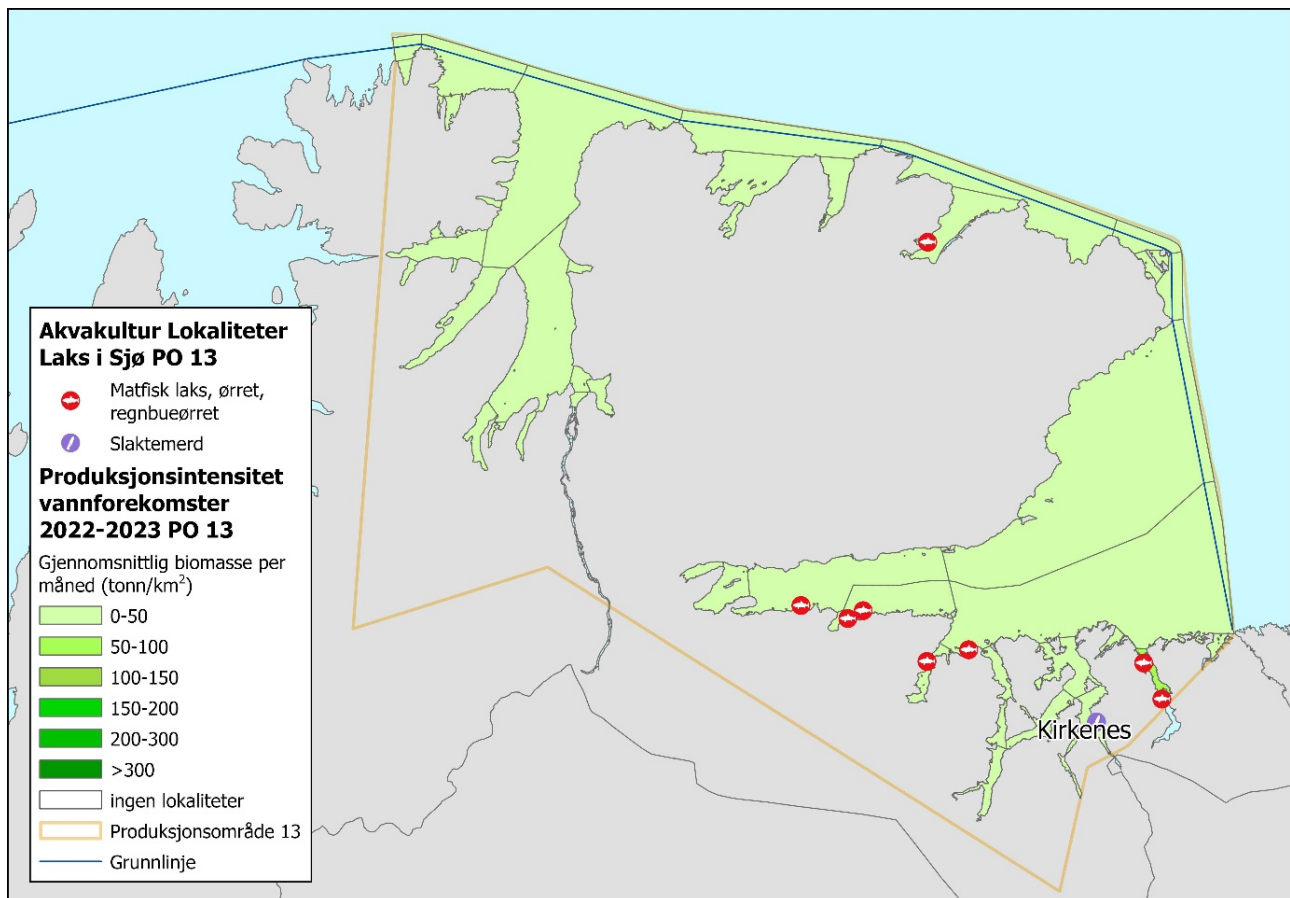 Akvakultur Lokaliteter
Laks i Sjø PO 13
Matfisk laks, ørret,
regnbueørret
Slaktemerd
Produksjonsintensitet
vannforekomster
2022-2023 PO 13
Gjennomsnittlig biomasse per
måned (tonn/km²)
0-50
50-100
100-150
150-200
200-300
>300
ingen lokaliteter
Produksjonsområde 13
Grunnlinje
Kirkenes